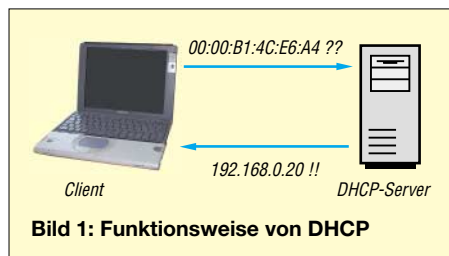 00:00:B1:4C:E6:A4 ??
192.168.0.20 !!
Client
DHCP-Server
Bild 1: Funktionsweise von DHCP